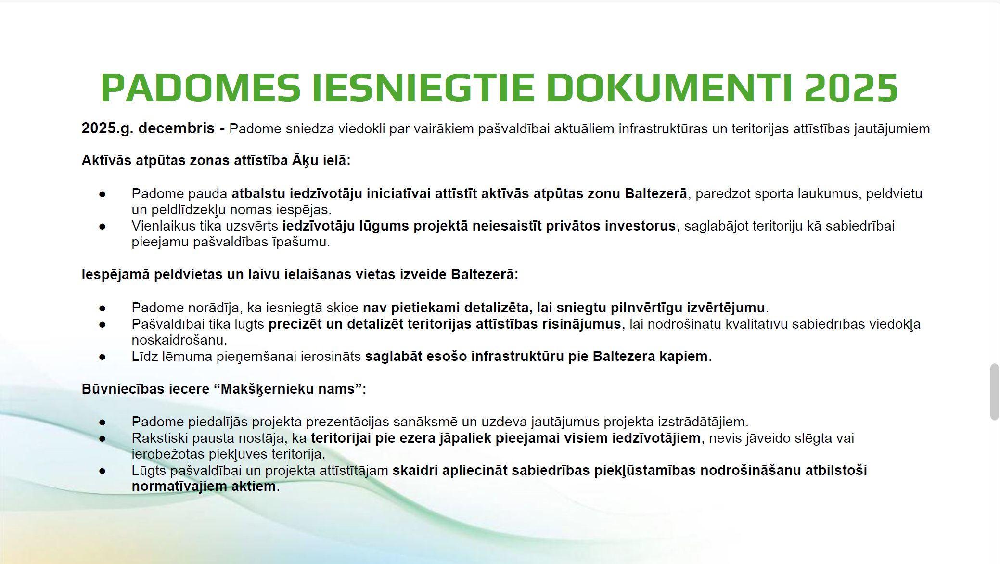 PADOMES IESNIEGTIE DOKUMENTI 2025
2025.g. decembris - Padome sniedza viedokli par vairākiem pašvaldībai aktuāliem infrastruktūras un teritorijas attīstības jautājumiem
Aktīvās atpūtas zonas attīstība Āķu ielā:
● Padome pauda atbalstu iedzīvotāju iniciatīvai attīstīt aktīvās atpūtas zonu Baltezerā, paredzot sporta laukumus, peldvietu
un peldlīdzekļu nomas iespējas.
● Vienlaikus tika uzsvērts iedzīvotāju lūgums projektā neiesaistīt privātos investorus, saglabājot teritoriju kā sabiedrībai
pieejamu pašvaldības īpašumu.
Iespējamā peldvietas un laivu ielaišanas vietas izveide Baltezerā:
● Padome norādīja, ka iesniegtā skice nav pietiekami detalizēta, lai sniegtu pilnvērtīgu izvērtējumu.
● Pašvaldībai tika lūgts precizēt un detalizēt teritorijas attīstības risinājumus, lai nodrošinātu kvalitatīvu sabiedrības viedokļa
noskaidrošanu.
● Līdz lēmuma pieņemšanai ierosināts saglabāt esošo infrastruktūru pie Baltezera kapiem.
Būvniecības iecere “Makšķernieku nams”:
● Padome piedalījās projekta prezentācijas sanāksmē un uzdeva jautājumus projekta izstrādātājiem.
● Rakstiski pausta nostāja, ka teritorijai pie ezera jāpaliek pieejamai visiem iedzīvotājiem, nevis jāveido slēgta vai
ierobežotas piekļuves teritorija.
● Lūgts pašvaldībai un projekta attīstītājam skaidri apliecināt sabiedrības piekļūstamības nodrošināšanu atbilstoši
normatīvajiem aktiem.